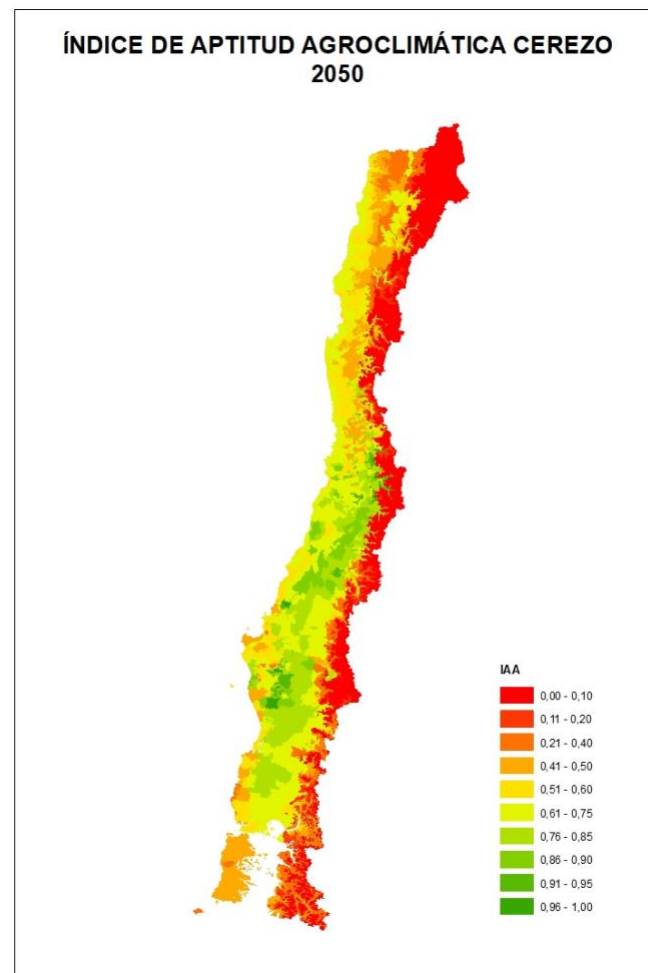 ÍNDICE DE APTITUD AGROCLIMÁTICA CEREZO
2050
IAA
0,00 - 0,10
0,11 - 0,20
0,21 - 0,40
0,41 - 0,50
0,51 - 0,60
0,61 - 0,75
0,76 - 0,85
0,86 - 0,90
0,91 - 0,95
0,96 - 1,00